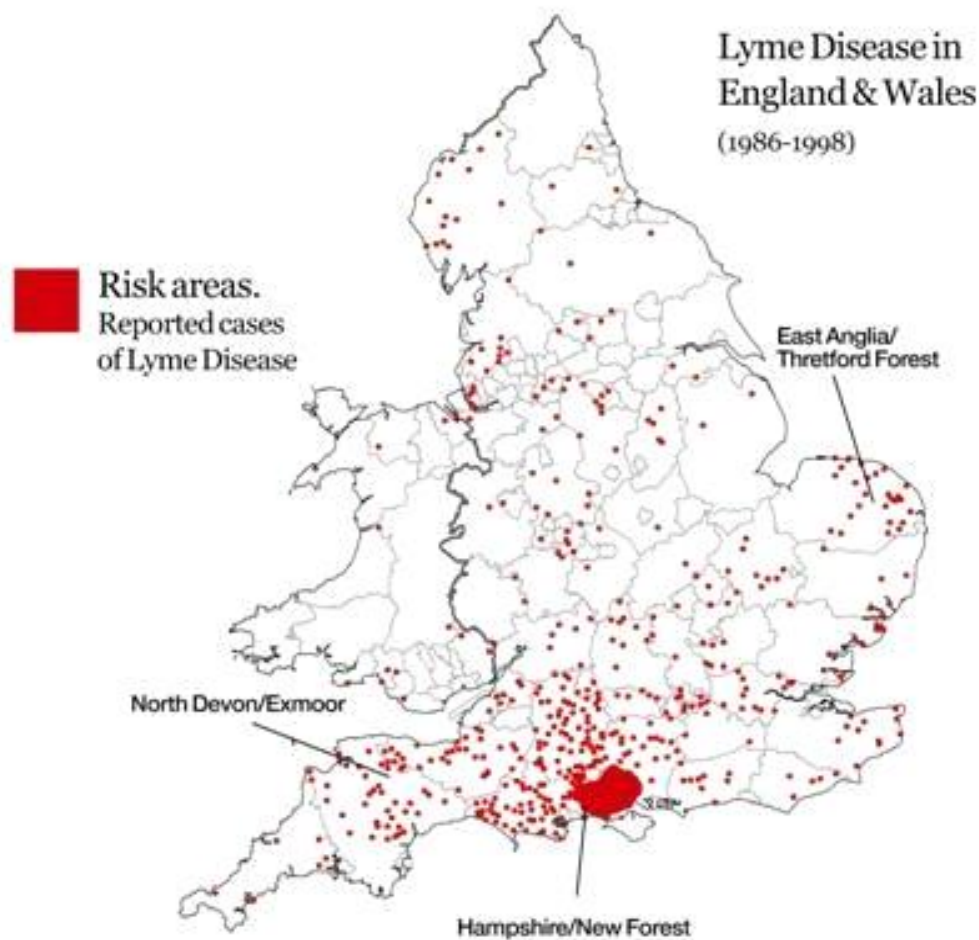 Lyme Disease in
England & Wales
(1986-1998)
Risk areas.
Reported cases
of Lyme Disease
East Anglia/
Thretford Forest
North Devon/Exmoor
Hampshire/New Forest